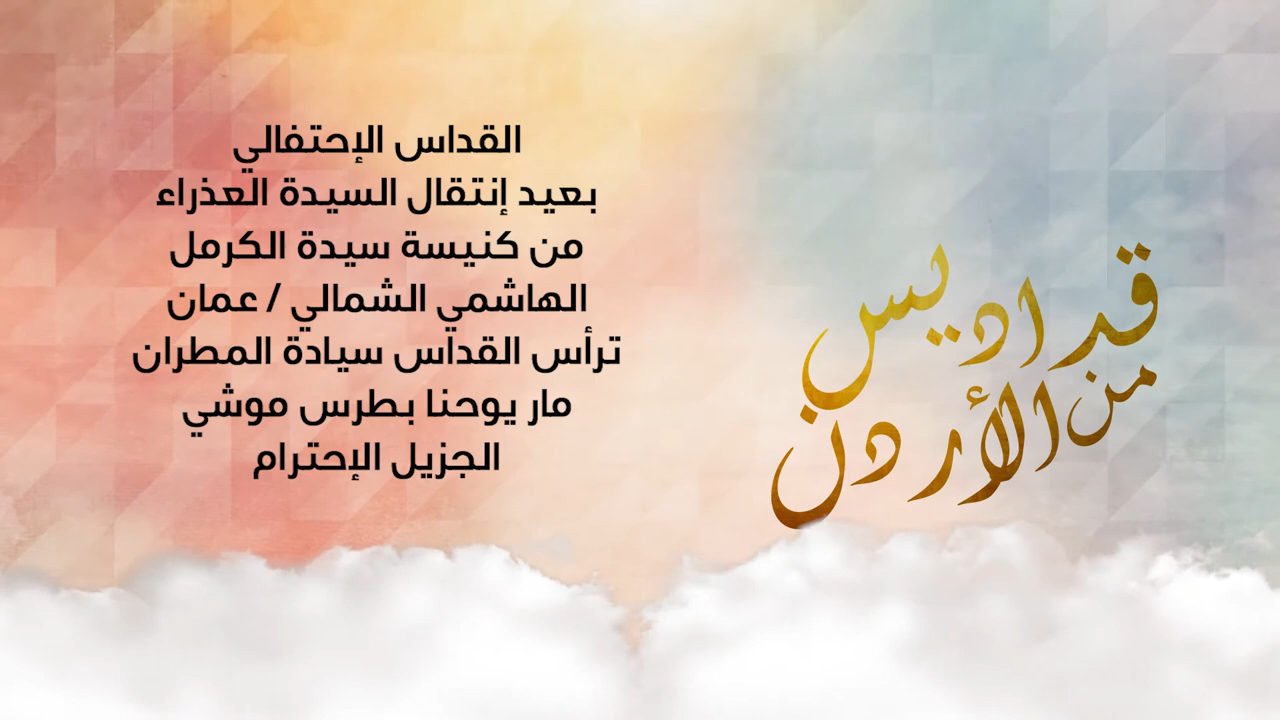 قداديس
من الأردن
القداس الإحتفالي
بعيد إنتقال السيدة العذراء
من كنيسة سيدة الكرمل
الهاشمي الشمالي / عمان
ترأس القداس سيادة المطران
مار يوحنا بطرس موشي
الجزيل الإحترام